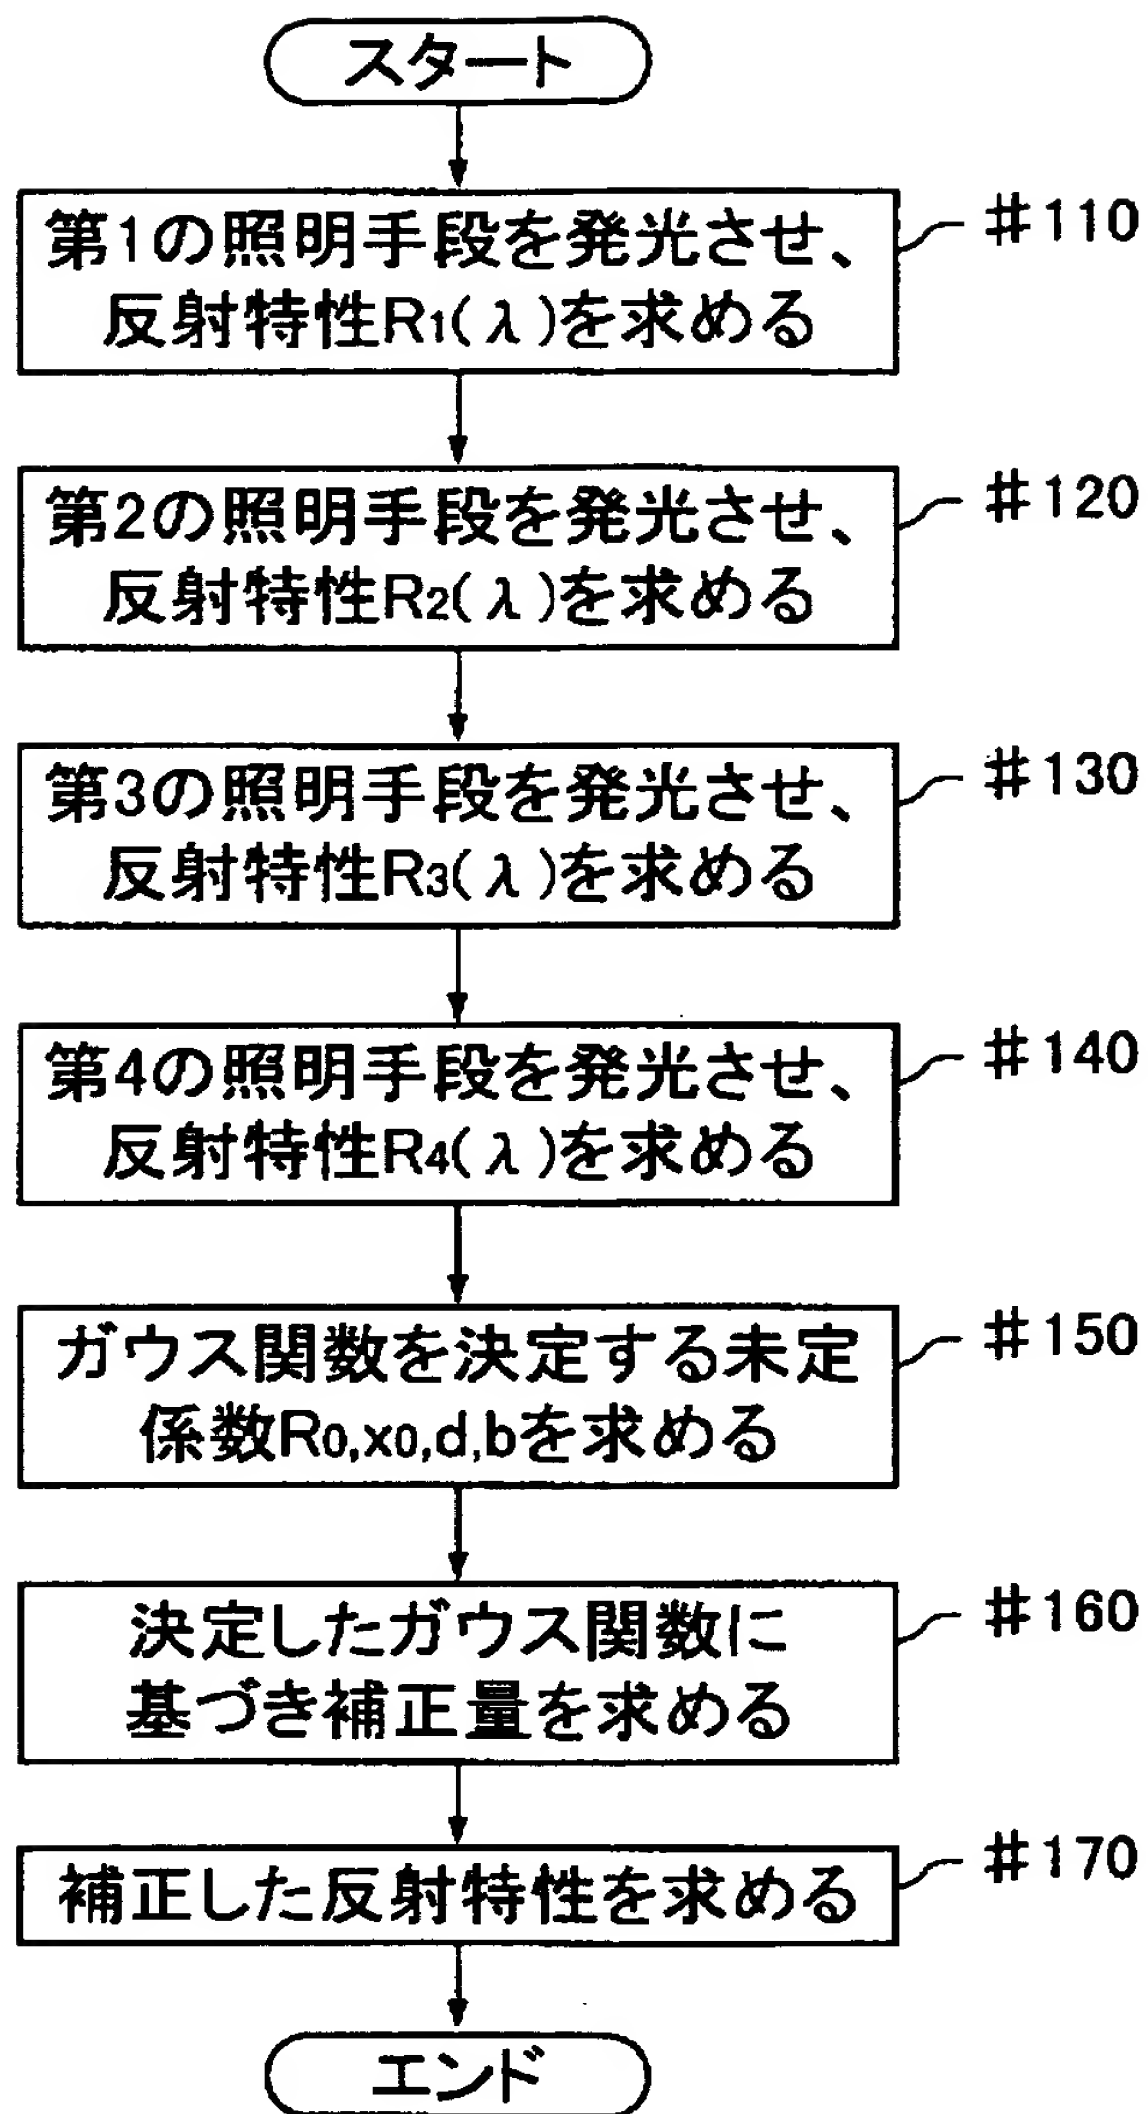 スタート
第1の照明手段を発光させ、
反射特性R1(λ)を求める
#110
第2の照明手段を発光させ、
反射特性R2(λ)を求める
#120
第3の照明手段を発光させ、
反射特性R3(λ)を求める
#130
第4の照明手段を発光させ、
反射特性R4(λ)を求める
#140
ガウス関数を決定する未定
係数R0,x0,d,bを求める
#150
決定したガウス関数に
基づき補正量を求める
#160
補正した反射特性を求める
#170
エンド